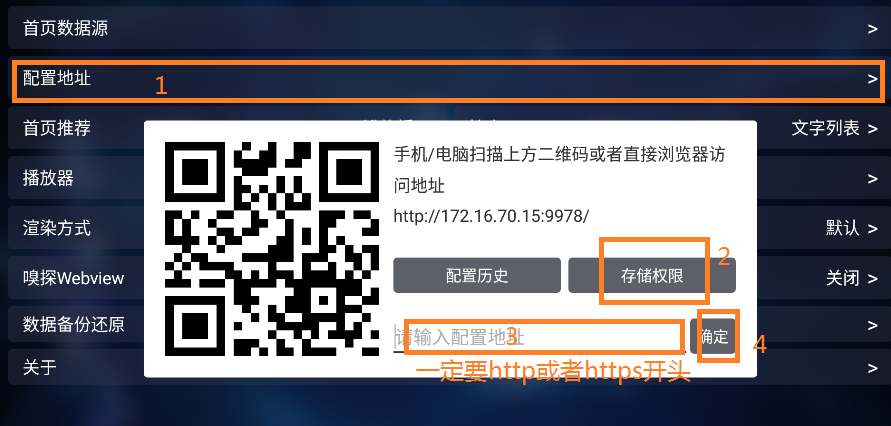 首页数据源 >
配置地址 1 >
首页推荐 文字列表 >
播放器 >
渲染方式 默认 >
嗅探Webview 关闭 >
数据备份还原 >
关于 >
手机/电脑扫描上方二维码或者直接浏览器访
问地址
http://172.16.70.15:9978/
配置历史 存储权限 2
请输入配置地址 3 确定 4
一定要http或者https开头